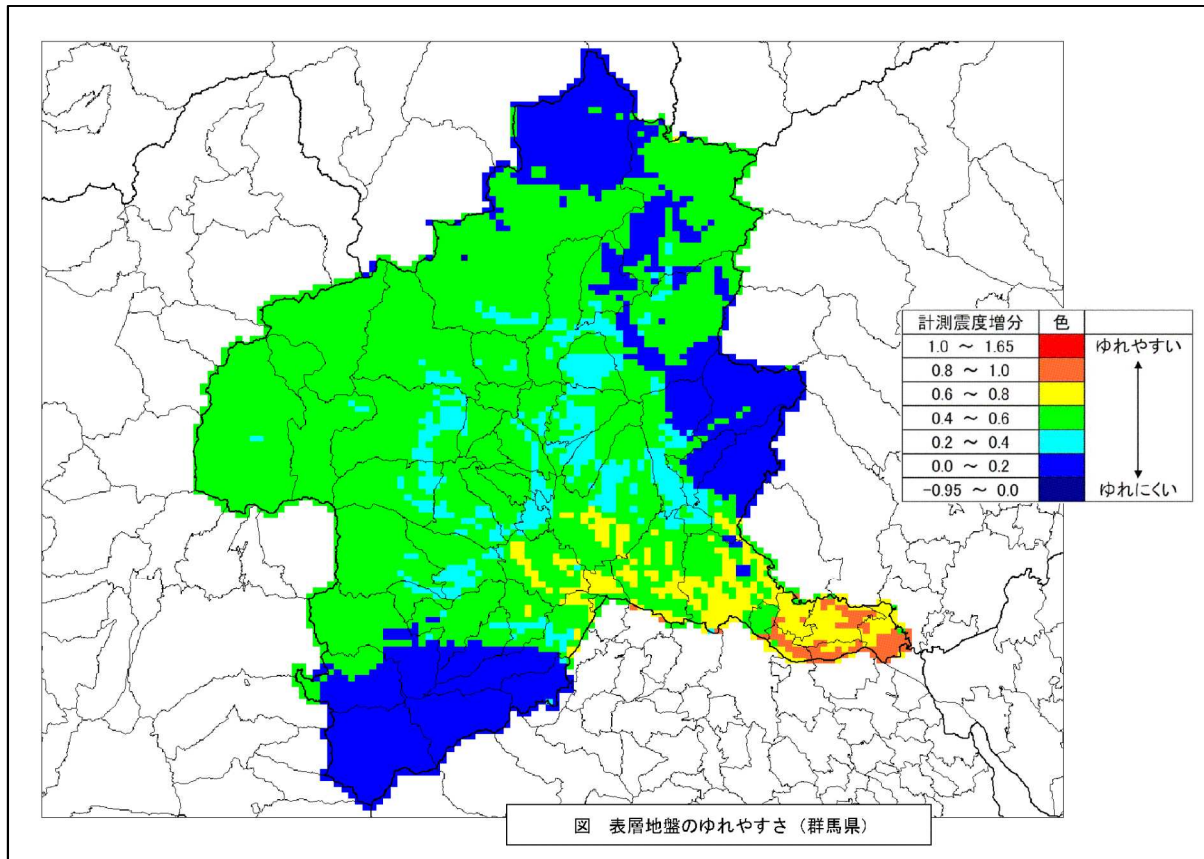 計測震度増分 色
1.0 ～ 1.65 ゆれやすい
0.8 ～ 1.0
0.6 ～ 0.8
0.4 ～ 0.6
0.2 ～ 0.4
0.0 ～ 0.2
-0.95 ～ 0.0 ゆれにくい
図 表層地盤のゆれやすさ（群馬県）